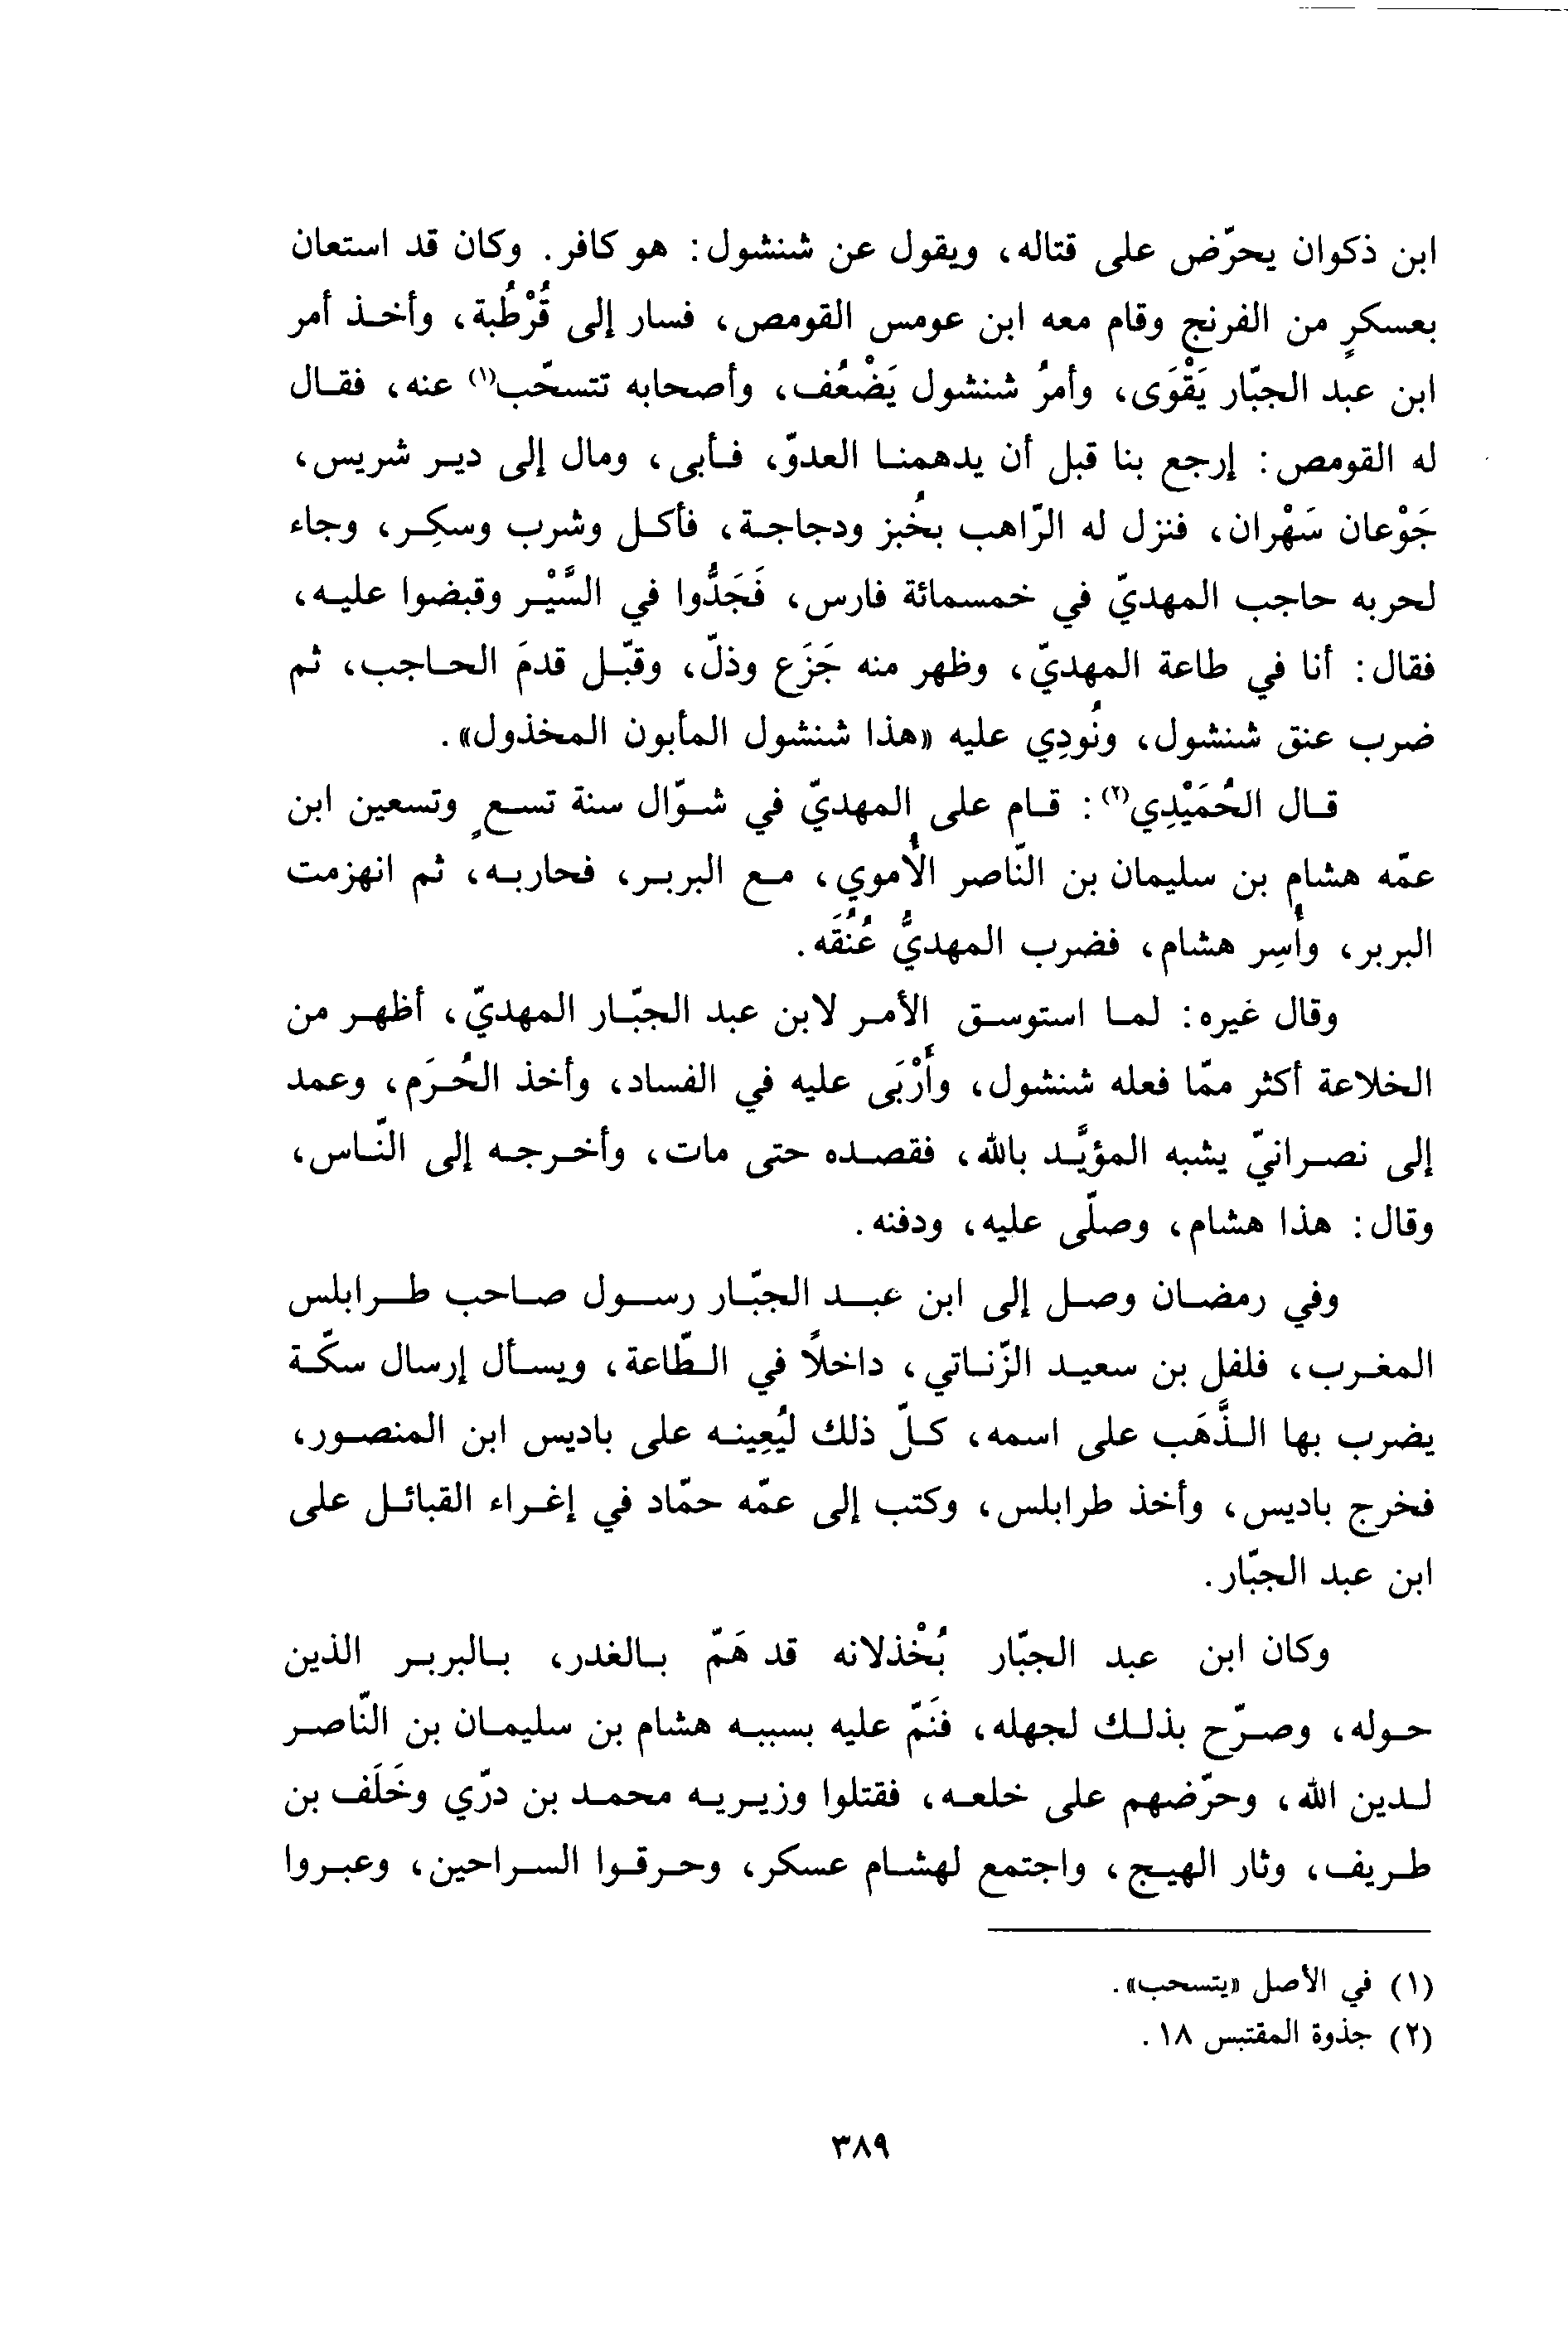 ابن ذكوان يحرّض على قتاله، ويقول عن شنشول: هو كافر. وكان قد استعان
بعسكرٍ من الفرنج وقام معه ابن عومس القومص، فسار إلى قُرْطُبة، وأخذ أمر
ابن عبد الجبّار يَقْوَى، وأمرُ شنشول يَضْعُف، وأصحابه تتسحّب(١) عنه، فقال
له القومص: إرجع بنا قبل أن يدهمنا العدوّ، فأبى، ومال إلى دير شريس،
جَوْعان سَهْران، فنزل له الرّاهب بخُبز ودجاجة، فأكل وشرب وسكِر، وجاء
لحربه حاجب المهديّ في خمسمائة فارس، فَجَدُّوا في السَّيْر وقبضوا عليه،
فقال: أنا في طاعة المهديّ، وظهر منه جَزَع وذلّ، وقبّل قدمَ الحاجب، ثم
ضرب عنق شنشول، ونُودِي عليه «هذا شنشول المأبون المخذول».
قال الحُمَيْدِي(٢): قام على المهديّ في شوّال سنة تسعٍ وتسعين ابن
عمّه هشام بن سليمان بن النّاصر الأُموي، مع البربر، فحاربه، ثم انهزمت
البربر، وأُسِر هشام، فضرب المهديُّ عُنُقَه.
وقال غيره: لما استوسق الأمر لابن عبد الجبّار المهديّ، أظهر من
الخلاعة أكثر ممّا فعله شنشول، وأَرْبَى عليه في الفساد، وأخذ الحُرَم، وعمد
إلى نصرانيّ يشبه المؤيَّد بالله، فقصده حتى مات، وأخرجه إلى النّاس،
وقال: هذا هشام، وصلّى عليه، ودفنه.
وفي رمضان وصل إلى ابن عبد الجبّار رسول صاحب طرابلس
المغرب، فلفل بن سعيد الزّناتي، داخلًا في الطّاعة، ويسأل إرسال سكّة
يضرب بها الذَّهَب على اسمه، كلّ ذلك ليُعِينه على باديس ابن المنصور،
فخرج باديس، وأخذ طرابلس، وكتب إلى عمّه حمّاد في إغراء القبائل على
ابن عبد الجبّار.
وكان ابن عبد الجبّار بُخْذلانه قد هَمّ بالغدر، بالبربر الذين
حوله، وصرّح بذلك لجهله، فنَمّ عليه بسببه هشام بن سليمان بن النّاصر
لدين الله، وحرّضهم على خلعه، فقتلوا وزيريه محمد بن درّي وخَلَف بن
طريف، وثار الهيج، واجتمع لهشام عسكر، وحرقوا السراحين، وعبروا
(١) في الأصل «يتسحب».
(٢) جذوة المقتبس ١٨.
٣٨٩